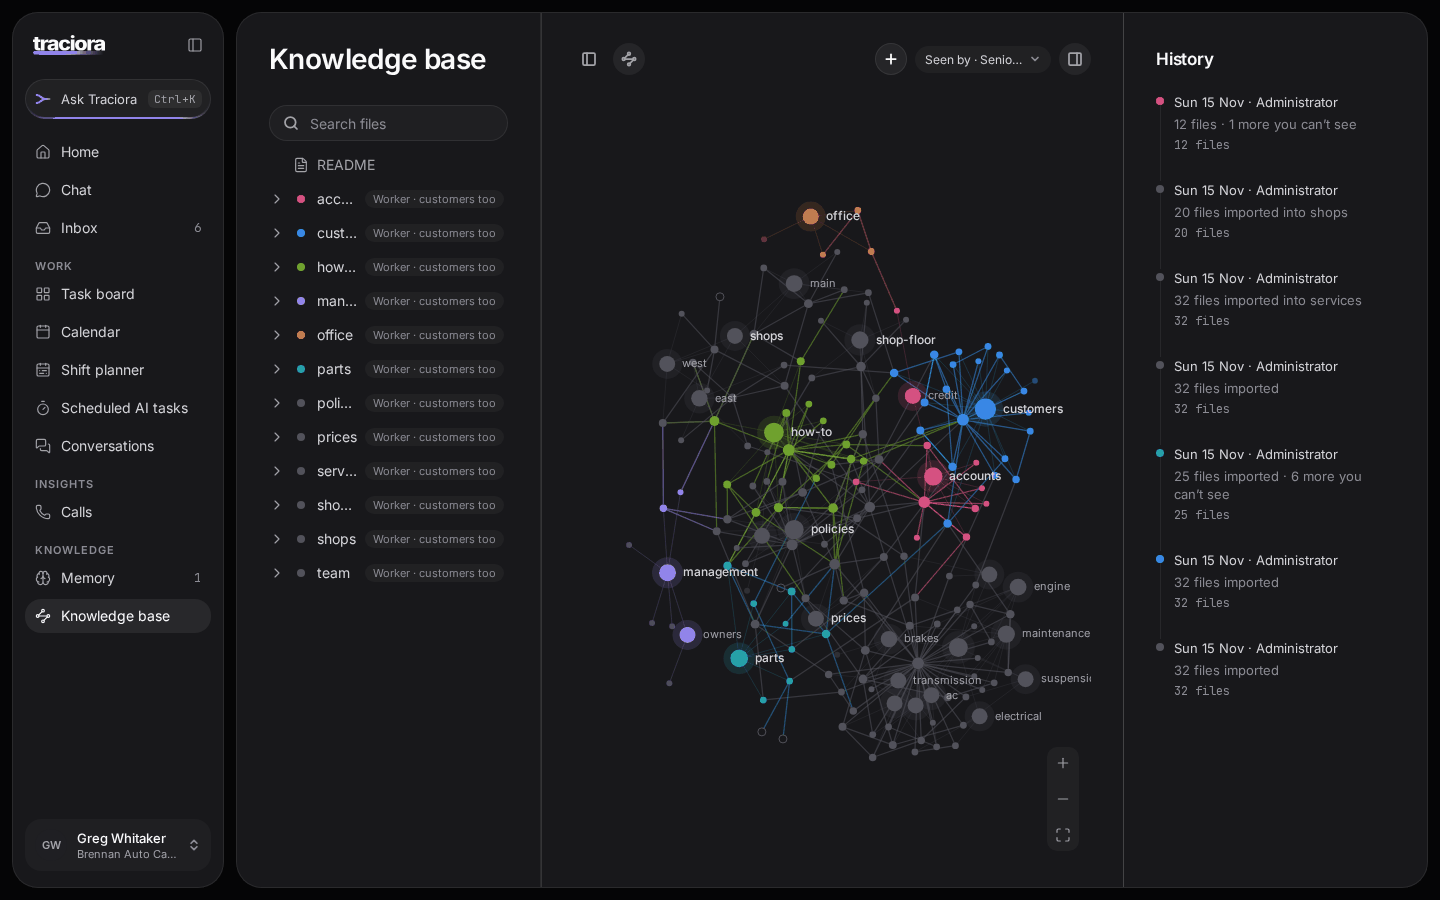 traciora
Ask Traciora Ctrl+K
Home
Chat
Inbox 6
WORK
Task board
Calendar
Shift planner
Scheduled AI tasks
Conversations
INSIGHTS
Calls
KNOWLEDGE
Memory 1
Knowledge base
GW
Greg Whitaker
Brennan Auto Ca...
Knowledge base
Search files
README
acc... Worker · customers too
cust... Worker · customers too
how... Worker · customers too
man... Worker · customers too
office Worker · customers too
parts Worker · customers too
poli... Worker · customers too
prices Worker · customers too
serv... Worker · customers too
sho... Worker · customers too
shops Worker · customers too
team Worker · customers too
Seen by · Senio...
office
main
shops
shop-floor
west
east
credit
customers
how-to
accounts
policies
management
engine
prices
owners
brakes
maintenance
parts
transmission
suspensi
ac
electrical
History
Sun 15 Nov · Administrator
12 files · 1 more you can't see
12 files
Sun 15 Nov · Administrator
20 files imported into shops
20 files
Sun 15 Nov · Administrator
32 files imported into services
32 files
Sun 15 Nov · Administrator
32 files imported
32 files
Sun 15 Nov · Administrator
25 files imported · 6 more you
can't see
25 files
Sun 15 Nov · Administrator
32 files imported
32 files
Sun 15 Nov · Administrator
32 files imported
32 files